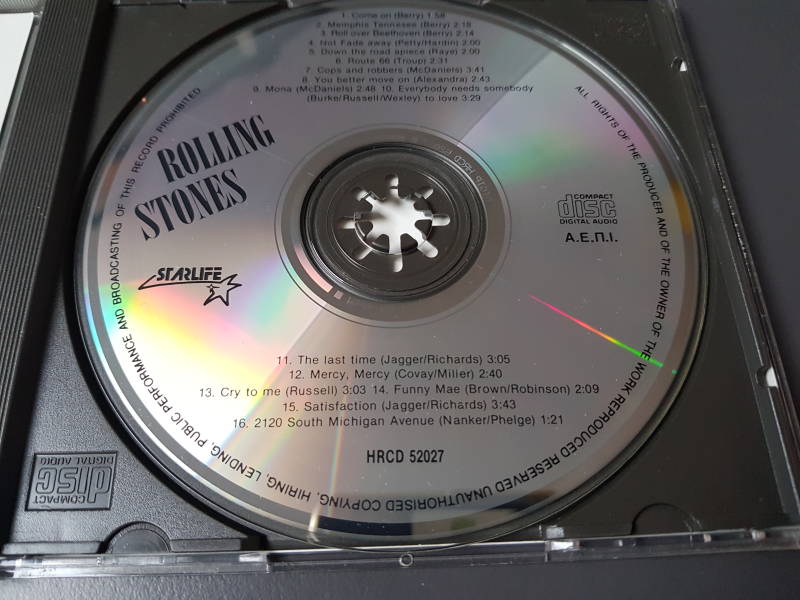 1. Come on (Berry) 1:58
2. Memphis Tennesee (Berry) 2:18
3. Roll over Beethoven (Berry) 2:14
4. Not Fade away (Petty/Hardin) 2:00
5. Down the road apiece (Raye) 2:00
6. Route 66 (Troup) 2:31
7. Cops and robbers (McDaniels) 3:41
8. You better move on (Alexandra) 2:43
9. Mona (McDaniels) 2:48 10. Everybody needs somebody
(Burke/Russell/Wexley) to love 3:29
ROLLING
STONES
STARLIFE
COMPACT
disc
DIGITAL AUDIO
Α.Ε.Π.Ι.
11. The last time (Jagger/Richards) 3:05
12. Mercy, Mercy (Covay/Milier) 2:40
13. Cry to me (Russell) 3:03 14. Funny Mae (Brown/Robinson) 2:09
15. Satisfaction (Jagger/Richards) 3:43
16. 2120 South Michigan Avenue (Nanker/Phelge) 1:21
HRCD 52027
ALL RIGHTS OF THE PRODUCER AND OF THE OWNER OF THE WORK REPRODUCED RESERVED UNAUTHORISED COPYING, HIRING, LENDING, PUBLIC PERFORMANCE AND BROADCASTING OF THIS RECORD PROHIBITED
COMPACT
disc
DIGITAL AUDIO